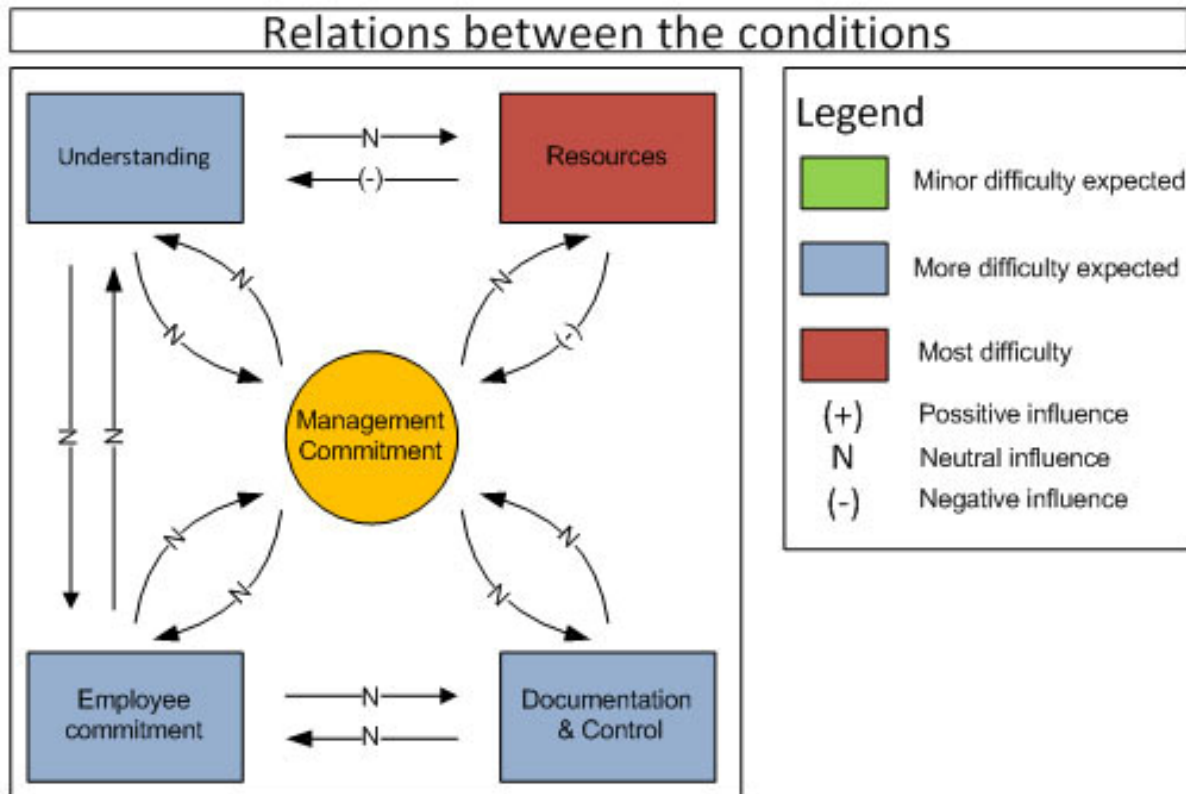 Relations between the conditions
Understanding
N
(-)
Resources
N
N
N
(-)
N
N
Management
Commitment
N
N
N
N
Employee
commitment
N
N
Documentation
& Control
Legend
Minor difficulty expected
More difficulty expected
Most difficulty
(+) Possitive influence
N Neutral influence
(-) Negative influence